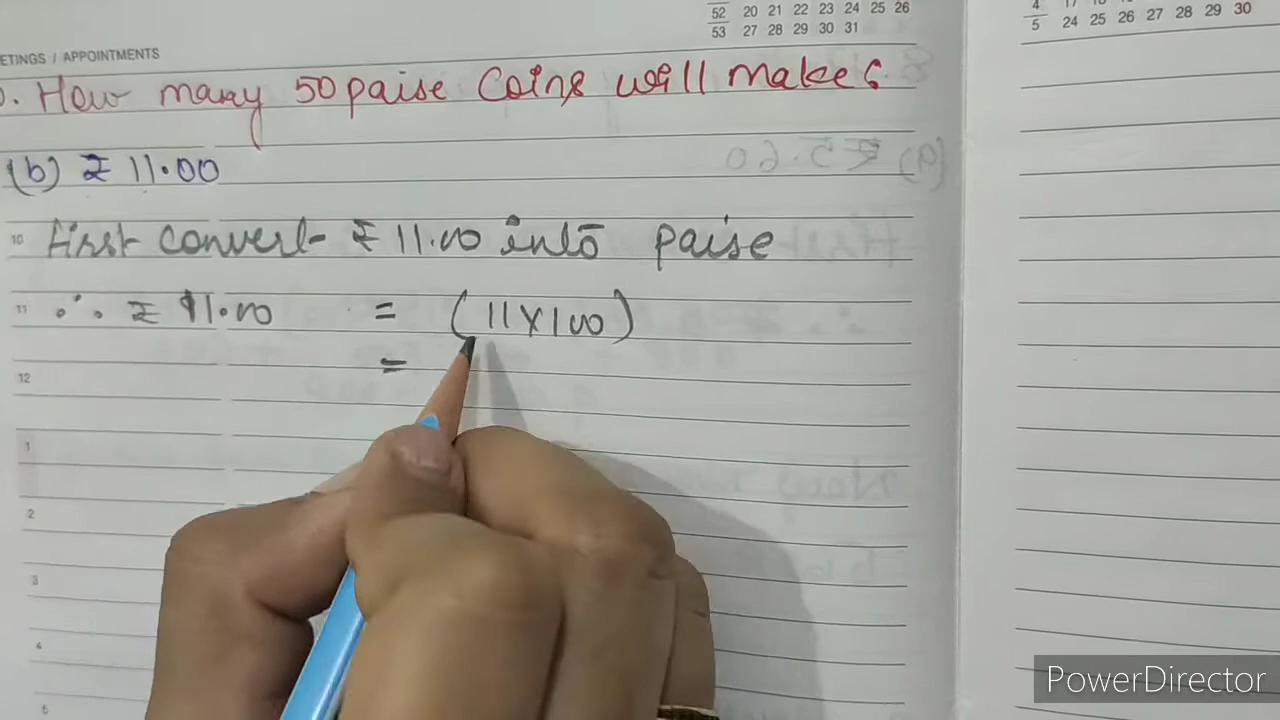 52 20 21 22 23 24 25 26
53 27 28 29 30 31
5 24 25 26 27 28 29 30
ETINGS / APPOINTMENTS
. How many 50 paise Coins will make :
(b) ₹ 11.00
10 first convert ₹ 11.00 into paise
11 ∴ ₹ 11.00 = (11×100)
=
12
1
2
3
4
5
PowerDirector